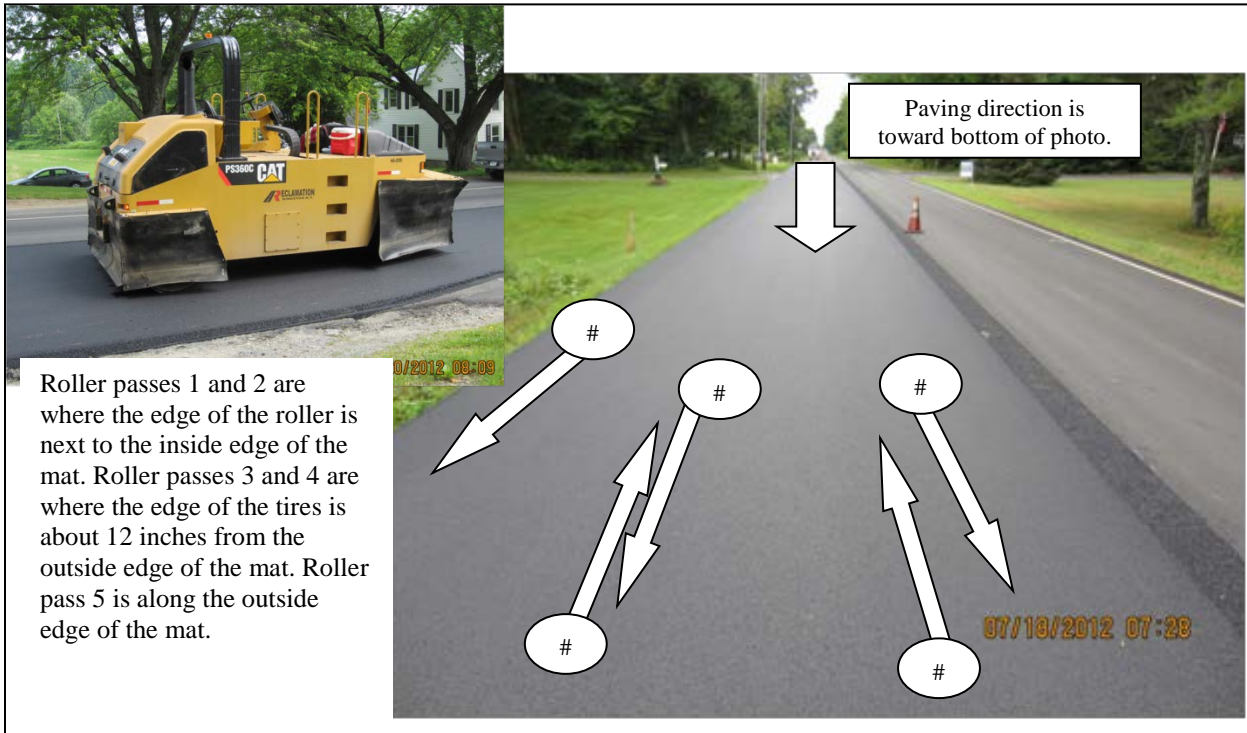 PS360C CAT
RECLAMATION
0/2012 08:09
Paving direction is
toward bottom of photo.
#
#
#
#
#
Roller passes 1 and 2 are
where the edge of the roller is
next to the inside edge of the
mat. Roller passes 3 and 4 are
where the edge of the tires is
about 12 inches from the
outside edge of the mat. Roller
pass 5 is along the outside
edge of the mat.
07/18/2012 07:28